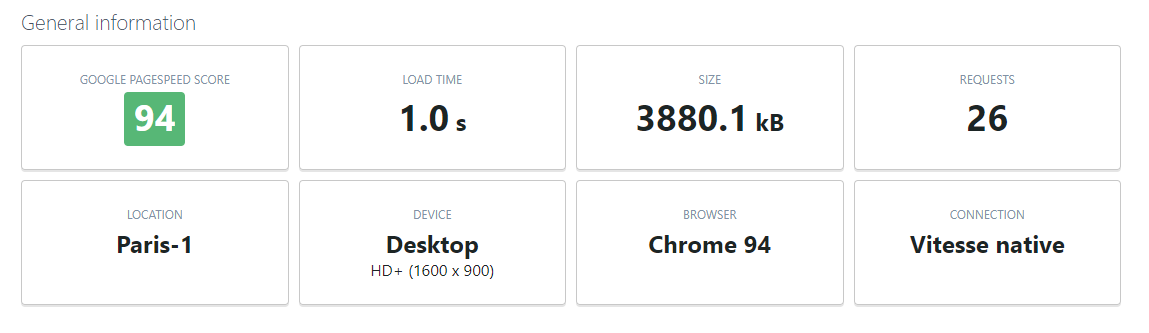 General information
GOOGLE PAGESPEED SCORE
94
LOAD TIME
1.0 s
SIZE
3880.1 kB
REQUESTS
26
LOCATION
Paris-1
DEVICE
Desktop
HD+ (1600 x 900)
BROWSER
Chrome 94
CONNECTION
Vitesse native